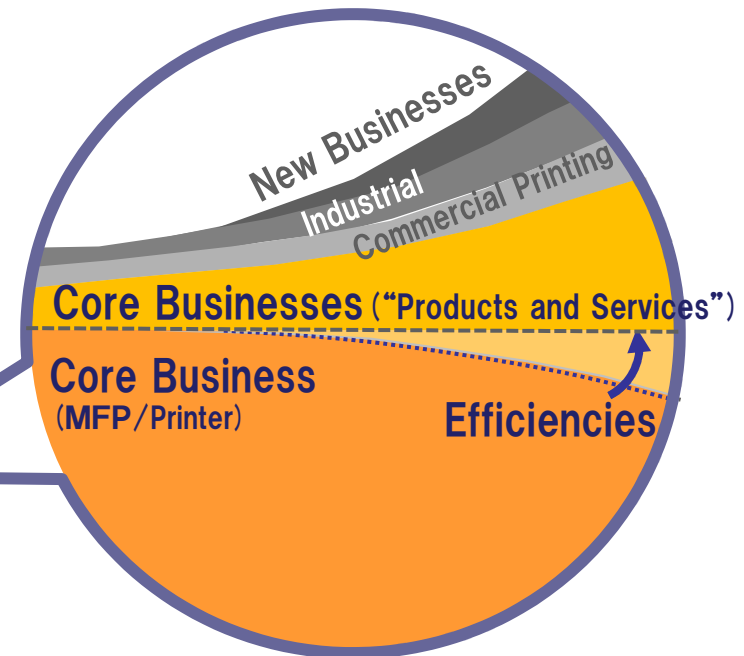 New Businesses
Industrial
Commercial Printing
Core Businesses (“Products and Services”)
Core Business
(MFP/Printer)
Efficiencies